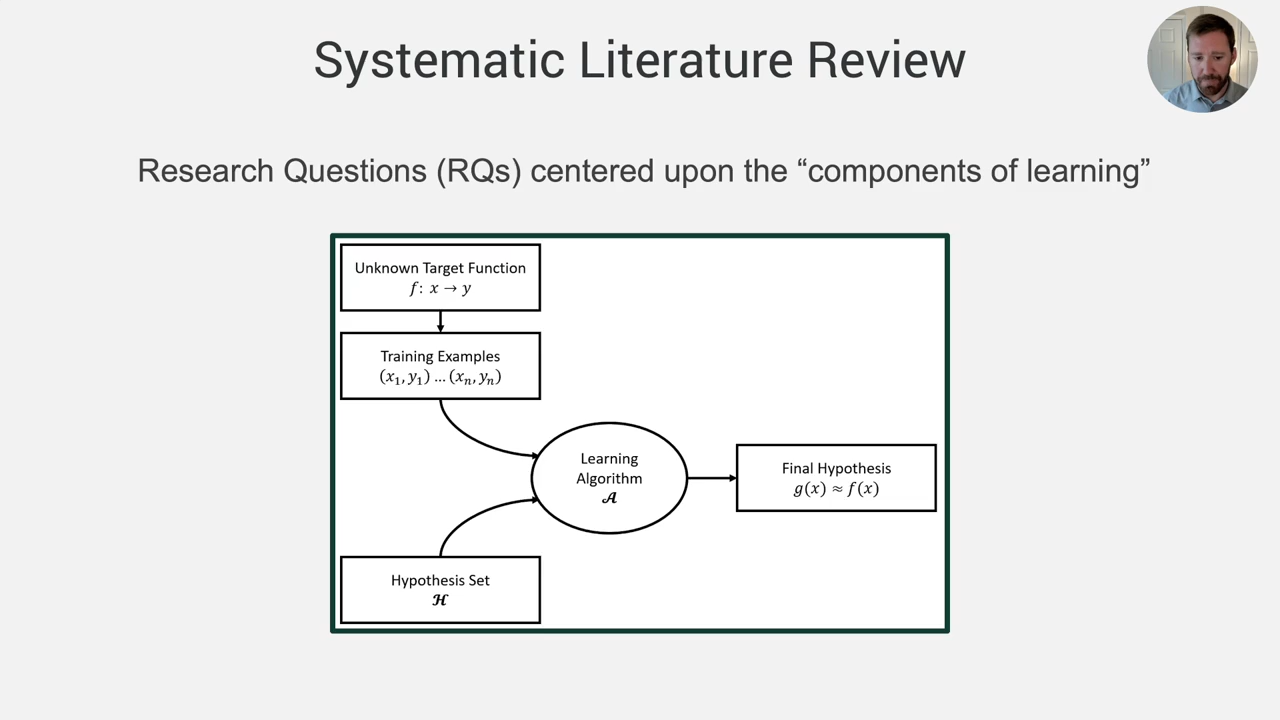 Systematic Literature Review
Research Questions (RQs) centered upon the “components of learning”
Unknown Target Function
f: x → y
Training Examples
(x₁, y₁) … (xₙ, yₙ)
Learning
Algorithm
𝓐
Final Hypothesis
g(x) ≈ f(x)
Hypothesis Set
𝓗